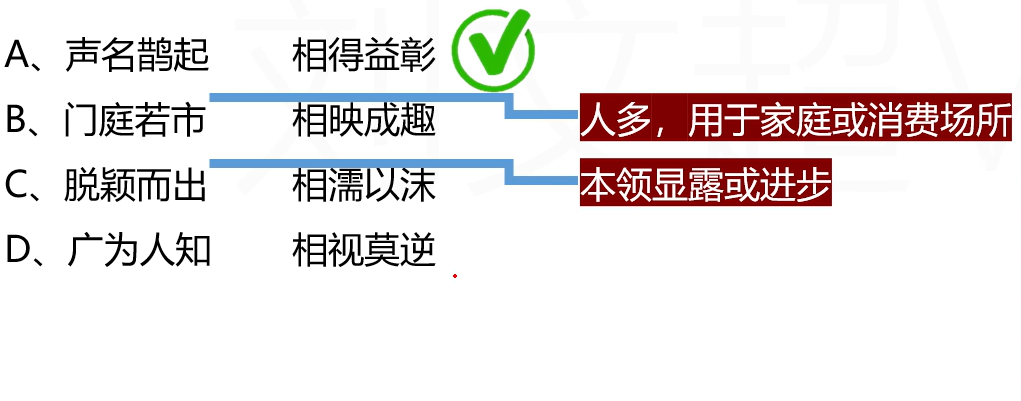 A、声名鹊起 相得益彰
B、门庭若市 相映成趣 人多，用于家庭或消费场所
C、脱颖而出 相濡以沫 本领显露或进步
D、广为人知 相视莫逆